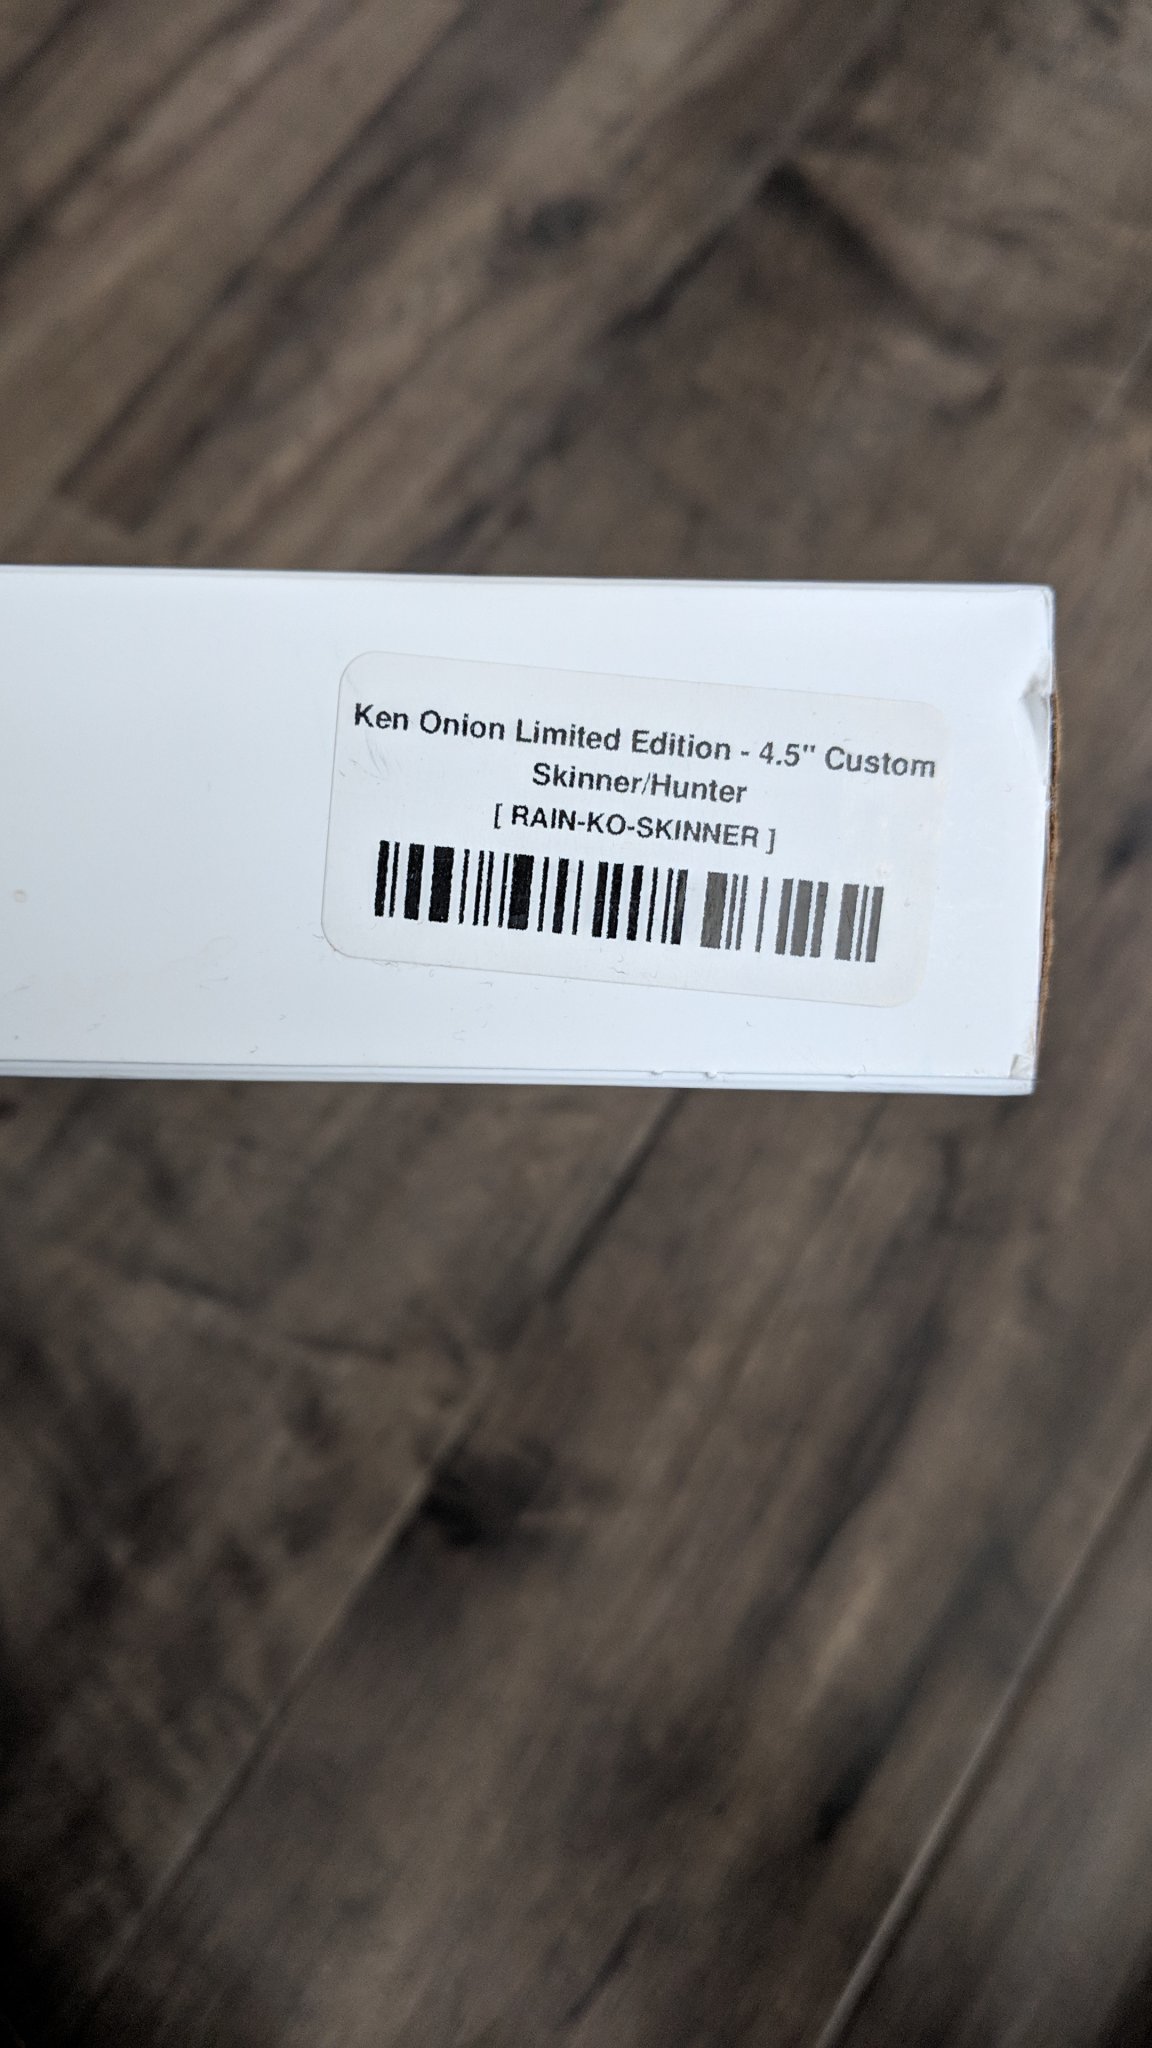 Ken Onion Limited Edition - 4.5" Custom
Skinner/Hunter
[ RAIN-KO-SKINNER ]